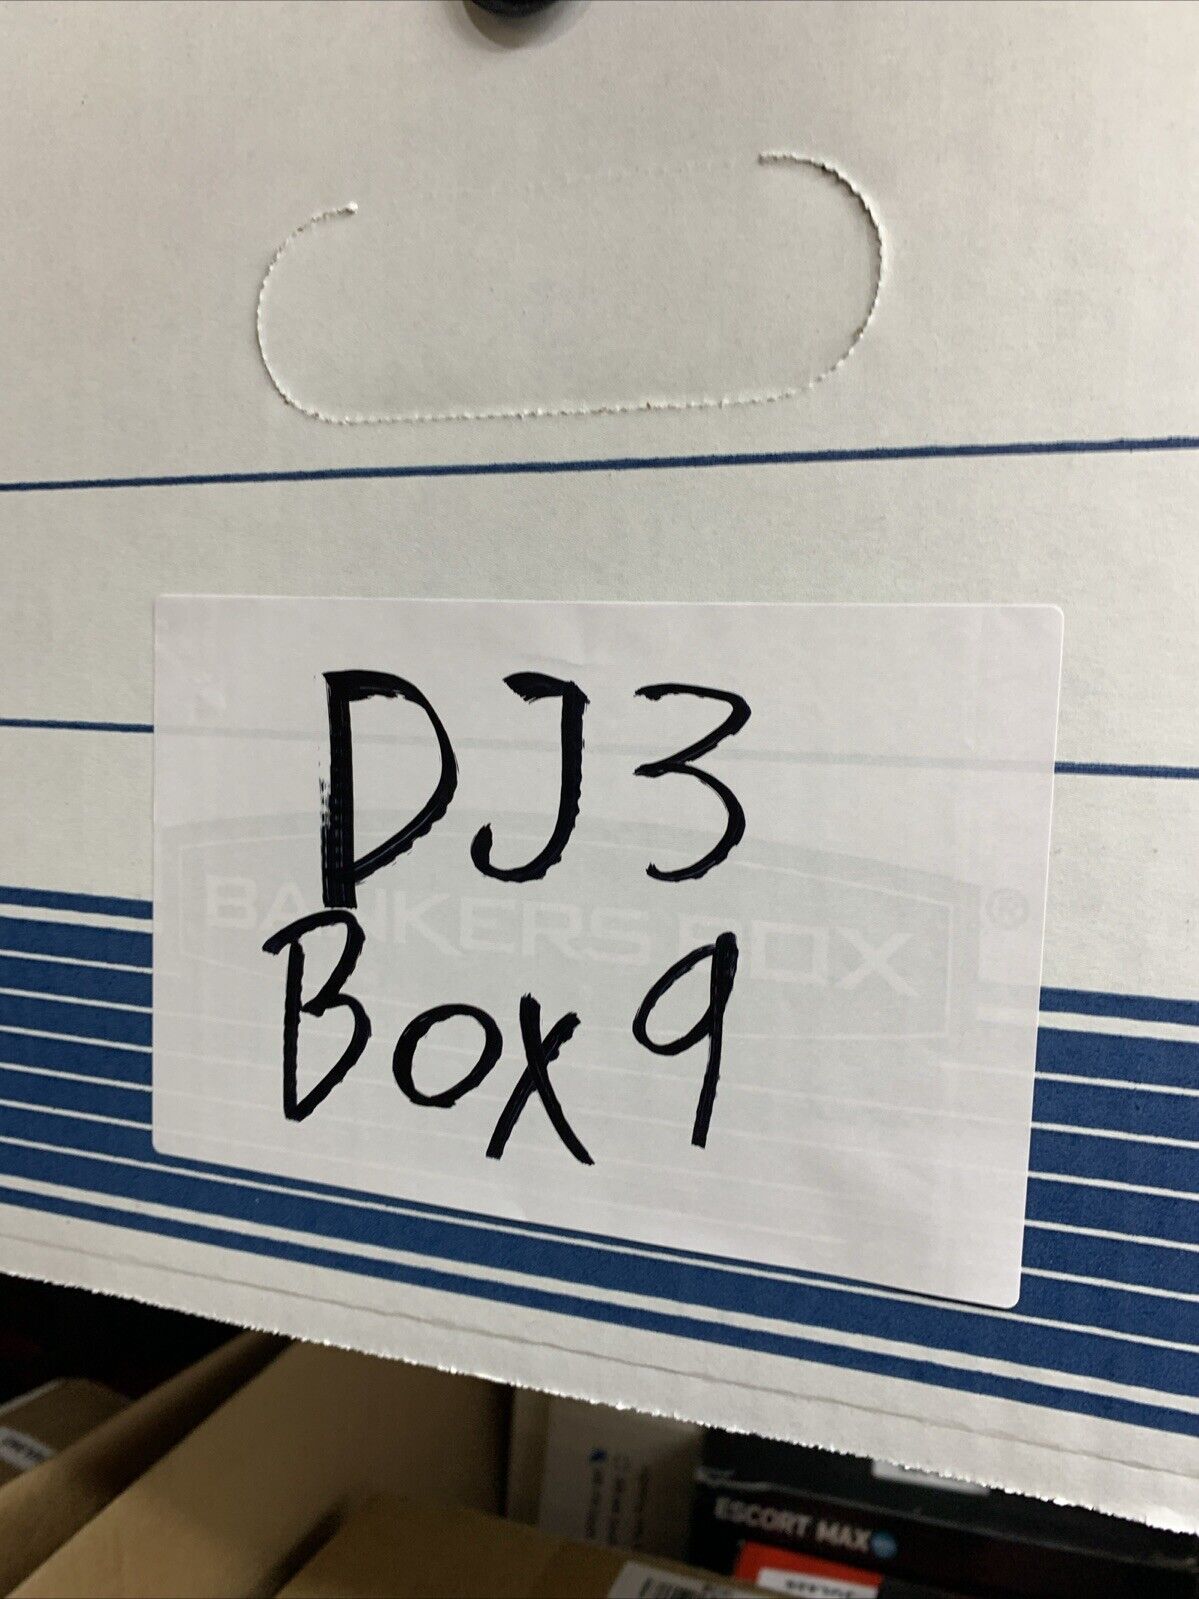 DJ3
BANKERS BOX ®
Box 9
ESCORT MAX